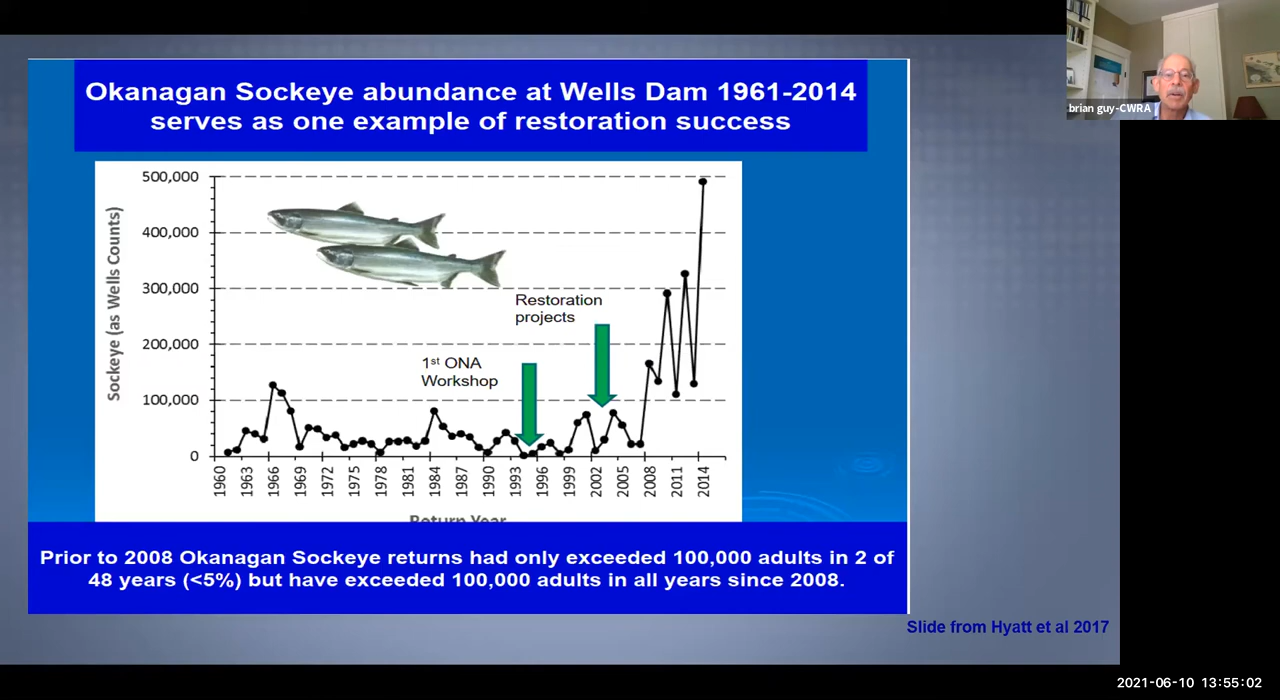 Okanagan Sockeye abundance at Wells Dam 1961-2014
serves as one example of restoration success
brian guy-CWRA
500,000
400,000
300,000
200,000
100,000
0
Sockeye (as Wells Counts)
Restoration
projects
1st ONA
Workshop
1960
1963
1966
1969
1972
1975
1978
1981
1984
1987
1990
1993
1996
1999
2002
2005
2008
2011
2014
Return Year
Prior to 2008 Okanagan Sockeye returns had only exceeded 100,000 adults in 2 of
48 years (<5%) but have exceeded 100,000 adults in all years since 2008.
Slide from Hyatt et al 2017
2021-06-10 13:55:02